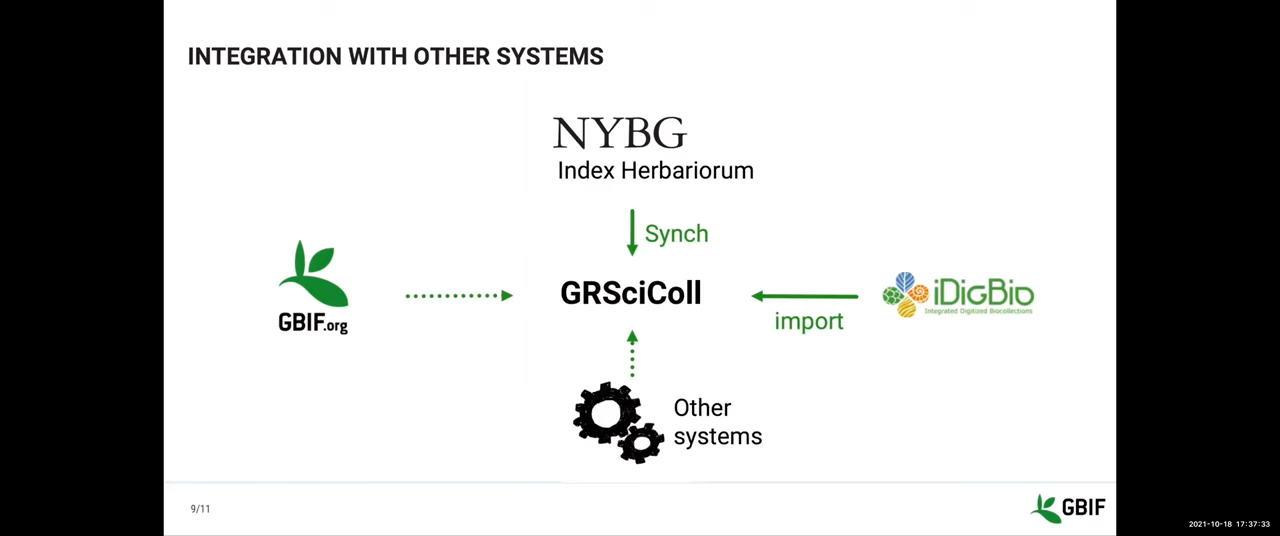 INTEGRATION WITH OTHER SYSTEMS
NYBG
Index Herbariorum
Synch
GRSciColl
GBIF.org
import
iDigBio
Integrated Digitized Biocollections
Other
systems
9/11
GBIF
2021-10-18 17:37:33